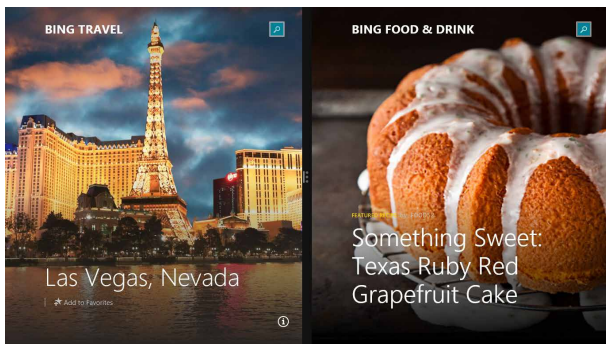 BING TRAVEL
Las Vegas, Nevada
Add to Favorites
BING FOOD & DRINK
Something Sweet:
Texas Ruby Red
Grapefruit Cake